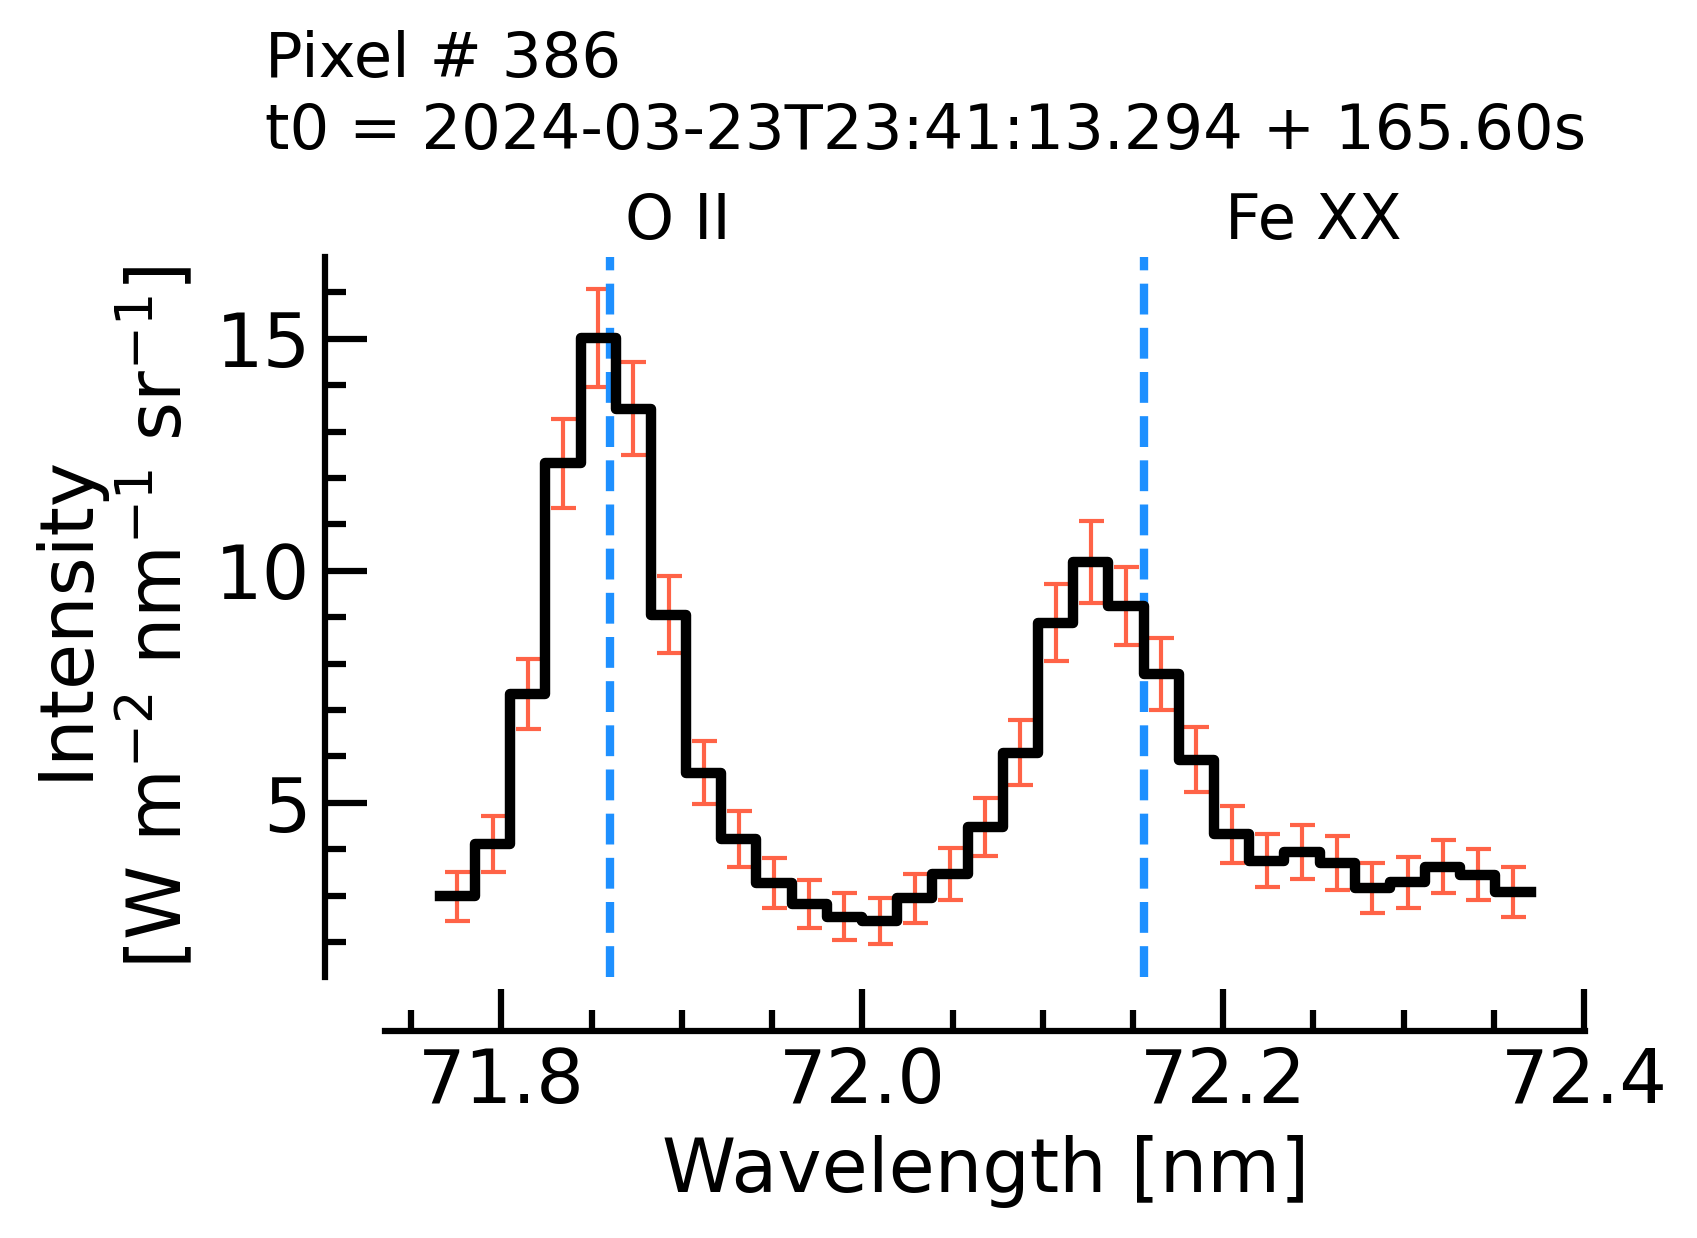 Pixel # 386
t0 = 2024-03-23T23:41:13.294 + 165.60s
O II Fe XX
Intensity
[W m⁻² nm⁻¹ sr⁻¹]
15
10
5
71.8 72.0 72.2 72.4
Wavelength [nm]